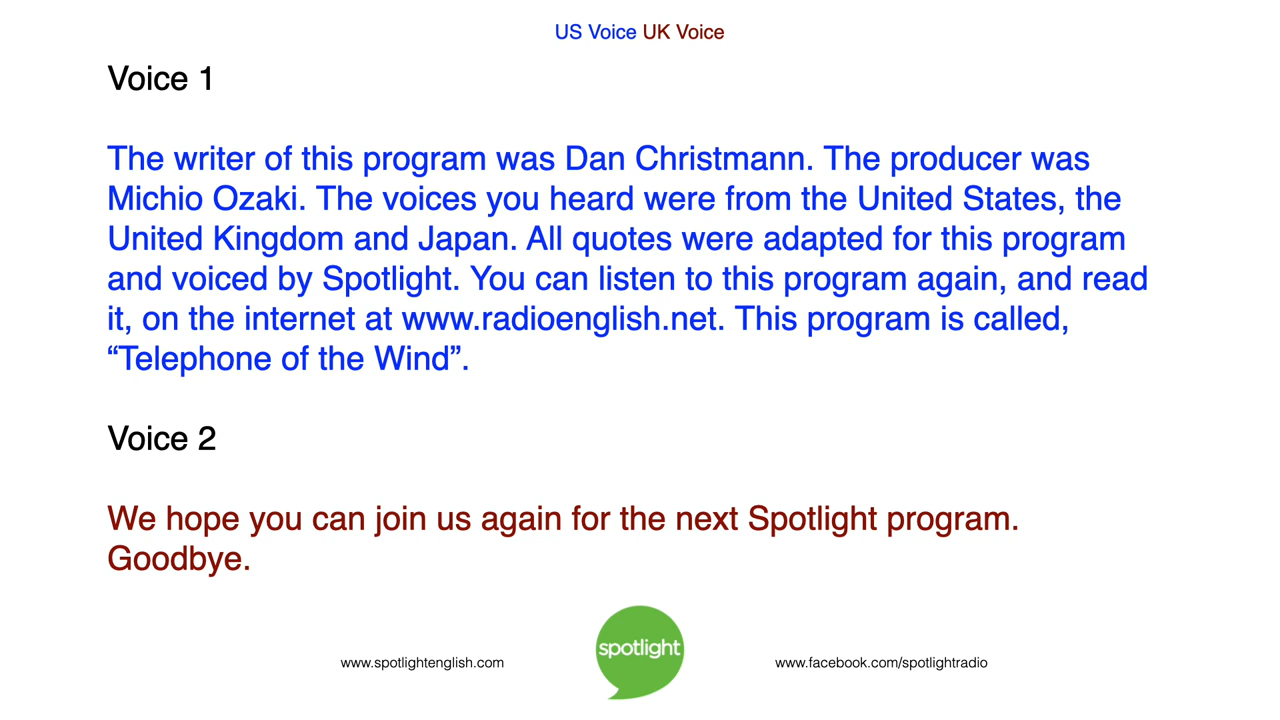 US Voice UK Voice
Voice 1
The writer of this program was Dan Christmann. The producer was
Michio Ozaki. The voices you heard were from the United States, the
United Kingdom and Japan. All quotes were adapted for this program
and voiced by Spotlight. You can listen to this program again, and read
it, on the internet at www.radioenglish.net. This program is called,
“Telephone of the Wind”.
Voice 2
We hope you can join us again for the next Spotlight program.
Goodbye.
www.spotlightenglish.com
spotlight
www.facebook.com/spotlightradio